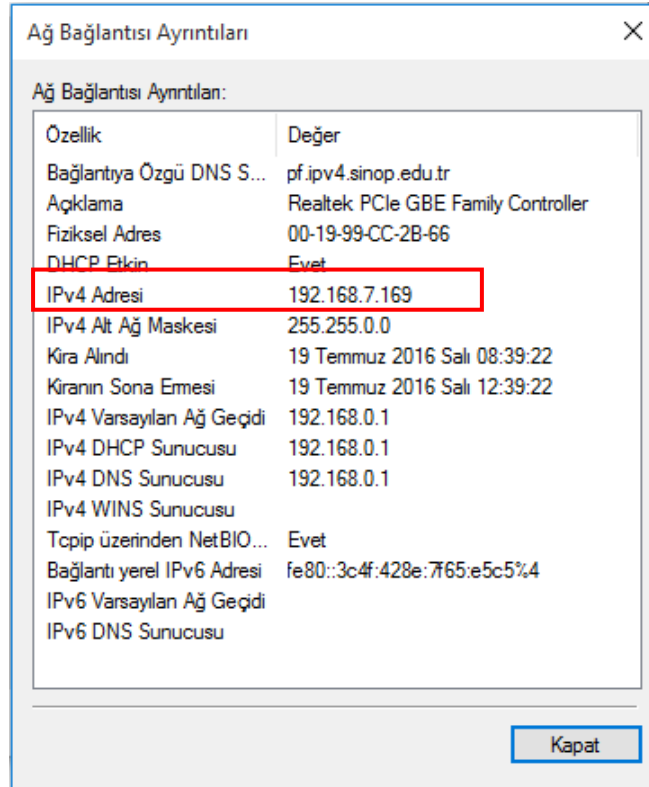 Ağ Bağlantısı Ayrıntıları
Ağ Bağlantısı Ayrıntıları:
Özellik Değer
Bağlantıya Özgü DNS S... pf.ipv4.sinop.edu.tr
Açıklama Realtek PCIe GBE Family Controller
Fiziksel Adres 00-19-99-CC-2B-66
DHCP Etkin Evet
IPv4 Adresi 192.168.7.169
IPv4 Alt Ağ Maskesi 255.255.0.0
Kira Alındı 19 Temmuz 2016 Salı 08:39:22
Kiranın Sona Ermesi 19 Temmuz 2016 Salı 12:39:22
IPv4 Varsayılan Ağ Geçidi 192.168.0.1
IPv4 DHCP Sunucusu 192.168.0.1
IPv4 DNS Sunucusu 192.168.0.1
IPv4 WINS Sunucusu
Tcpip üzerinden NetBIO... Evet
Bağlantı yerel IPv6 Adresi fe80::3c4f:428e:7f65:e5c5%4
IPv6 Varsayılan Ağ Geçidi
IPv6 DNS Sunucusu
Kapat